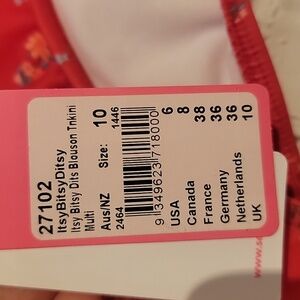 27102
ItsyBitsyDitsy
Itsy Bitsy Dits Blouson Tnkini
Multi
Aus/NZ Size: 10
2464 1446
9 349623 718000
USA 6
Canada 8
France 38
Germany 36
Netherlands 36
UK 10
www.s